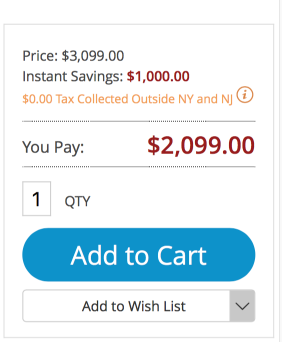 Price: $3,099.00
Instant Savings: $1,000.00
$0.00 Tax Collected Outside NY and NJ i
You Pay: $2,099.00
1 QTY
Add to Cart
Add to Wish List